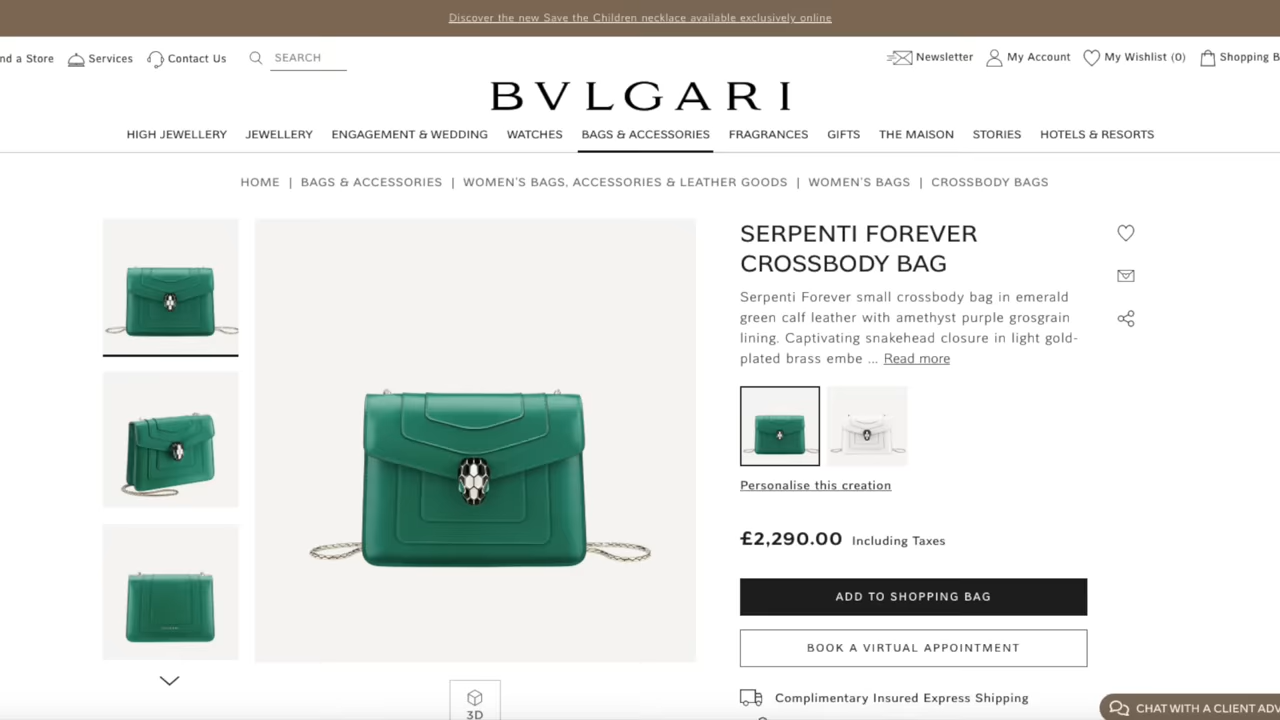 Discover the new Save the Children necklace available exclusively online
nd a Store Services Contact Us SEARCH Newsletter My Account My Wishlist (0) Shopping B
BVLGARI
HIGH JEWELLERY JEWELLERY ENGAGEMENT & WEDDING WATCHES BAGS & ACCESSORIES FRAGRANCES GIFTS THE MAISON STORIES HOTELS & RESORTS
HOME | BAGS & ACCESSORIES | WOMEN'S BAGS, ACCESSORIES & LEATHER GOODS | WOMEN'S BAGS | CROSSBODY BAGS
SERPENTI FOREVER
CROSSBODY BAG
Serpenti Forever small crossbody bag in emerald
green calf leather with amethyst purple grosgrain
lining. Captivating snakehead closure in light gold-
plated brass embe ... Read more
Personalise this creation
£2,290.00 Including Taxes
ADD TO SHOPPING BAG
BOOK A VIRTUAL APPOINTMENT
Complimentary Insured Express Shipping
3D
CHAT WITH A CLIENT ADV
BVLGARI